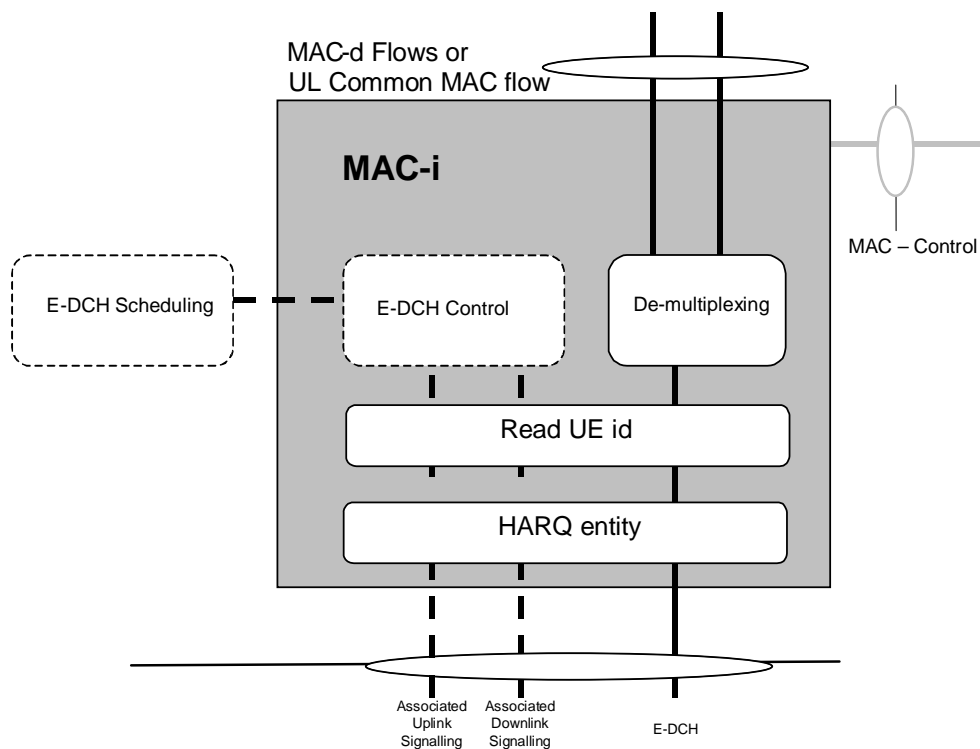 MAC-d Flows or
UL Common MAC flow
MAC-i
MAC – Control
E-DCH Scheduling
E-DCH Control
De-multiplexing
Read UE id
HARQ entity
Associated
Uplink
Signalling
Associated
Downlink
Signalling
E-DCH